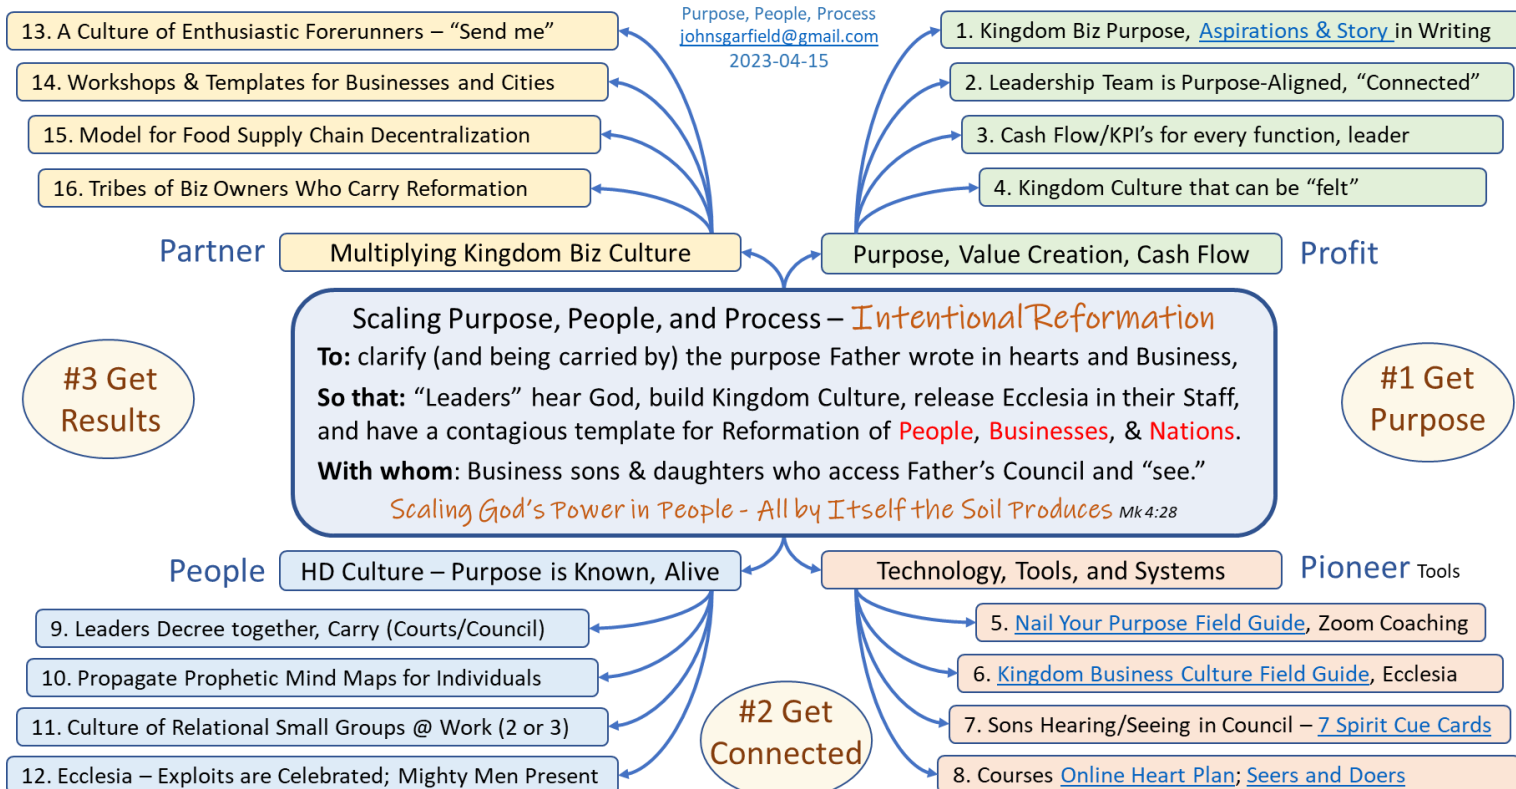 Purpose, People, Process
johnsgarfield@gmail.com
2023-04-15
13. A Culture of Enthusiastic Forerunners – “Send me”
14. Workshops & Templates for Businesses and Cities
15. Model for Food Supply Chain Decentralization
16. Tribes of Biz Owners Who Carry Reformation
1. Kingdom Biz Purpose, Aspirations & Story in Writing
2. Leadership Team is Purpose-Aligned, “Connected”
3. Cash Flow/KPI’s for every function, leader
4. Kingdom Culture that can be “felt”
Partner
Multiplying Kingdom Biz Culture
Purpose, Value Creation, Cash Flow
Profit
#3 Get
Results
Scaling Purpose, People, and Process – Intentional Reformation
To: clarify (and being carried by) the purpose Father wrote in hearts and Business,
So that: “Leaders” hear God, build Kingdom Culture, release Ecclesia in their Staff,
and have a contagious template for Reformation of People, Businesses, & Nations.
With whom: Business sons & daughters who access Father’s Council and “see.”
Scaling God’s Power in People - All by Itself the Soil Produces Mk 4:28
#1 Get
Purpose
People
HD Culture – Purpose is Known, Alive
Technology, Tools, and Systems
Pioneer Tools
9. Leaders Decree together, Carry (Courts/Council)
10. Propagate Prophetic Mind Maps for Individuals
11. Culture of Relational Small Groups @ Work (2 or 3)
12. Ecclesia – Exploits are Celebrated; Mighty Men Present
#2 Get
Connected
5. Nail Your Purpose Field Guide, Zoom Coaching
6. Kingdom Business Culture Field Guide, Ecclesia
7. Sons Hearing/Seeing in Council – 7 Spirit Cue Cards
8. Courses Online Heart Plan; Seers and Doers